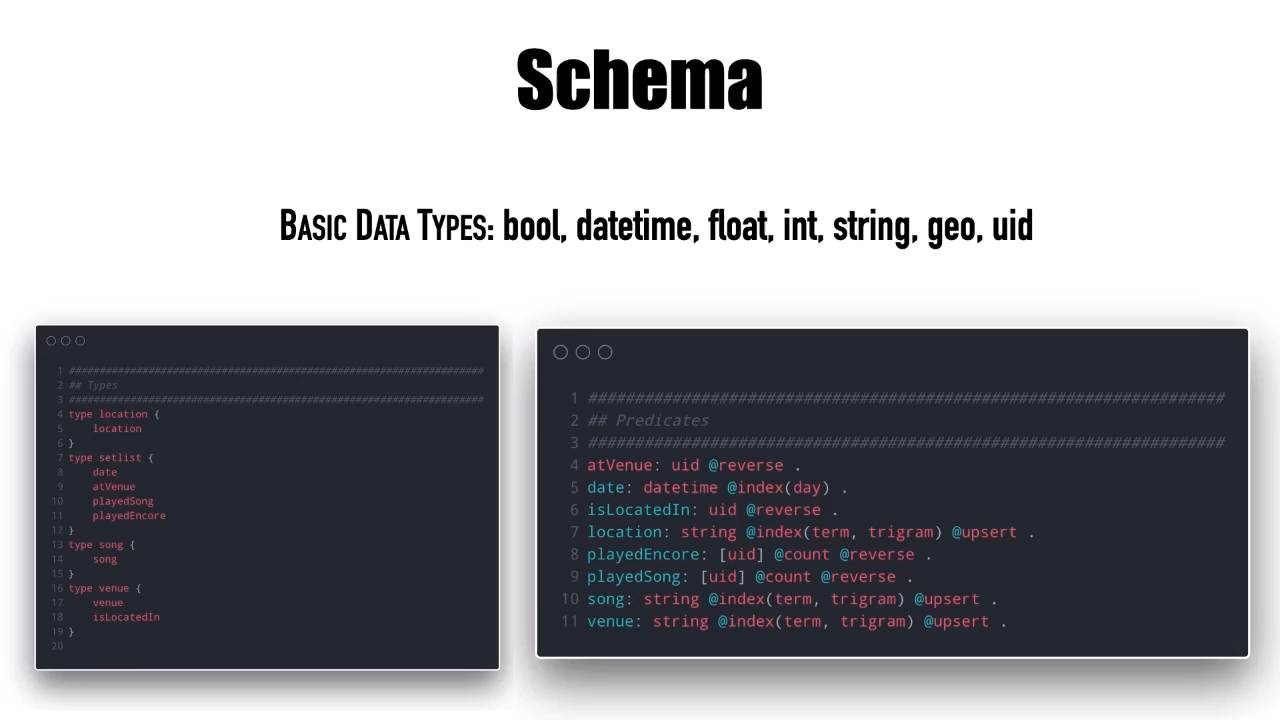 Schema
BASIC DATA TYPES: bool, datetime, float, int, string, geo, uid
1 #####################################################################
2 ## Types
3 #####################################################################
4 type location {
5     location
6 }
7 type setlist {
8     date
9     atVenue
10     playedSong
11     playedEncore
12 }
13 type song {
14     song
15 }
16 type venue {
17     venue
18     isLocatedIn
19 }
20
1 ####################################################################
2 ## Predicates
3 ####################################################################
4 atVenue: uid @reverse .
5 date: datetime @index(day) .
6 isLocatedIn: uid @reverse .
7 location: string @index(term, trigram) @upsert .
8 playedEncore: [uid] @count @reverse .
9 playedSong: [uid] @count @reverse .
10 song: string @index(term, trigram) @upsert .
11 venue: string @index(term, trigram) @upsert .